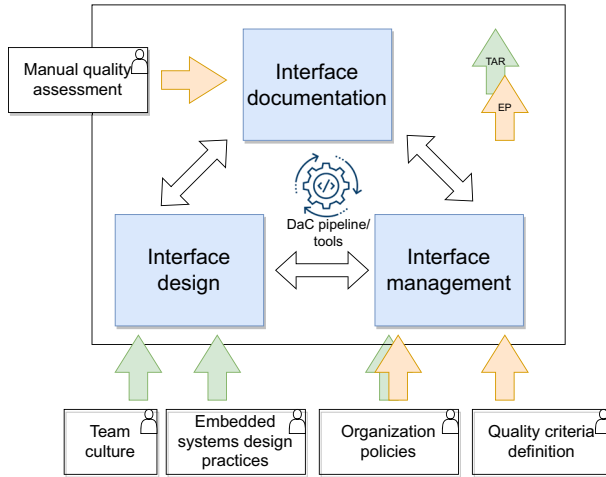 Manual quality
assessment
Interface
documentation
TAR
EP
</>
DaC pipeline/
tools
Interface
design
Interface
management
Team
culture
Embedded
systems design
practices
Organization
policies
Quality criteria
definition